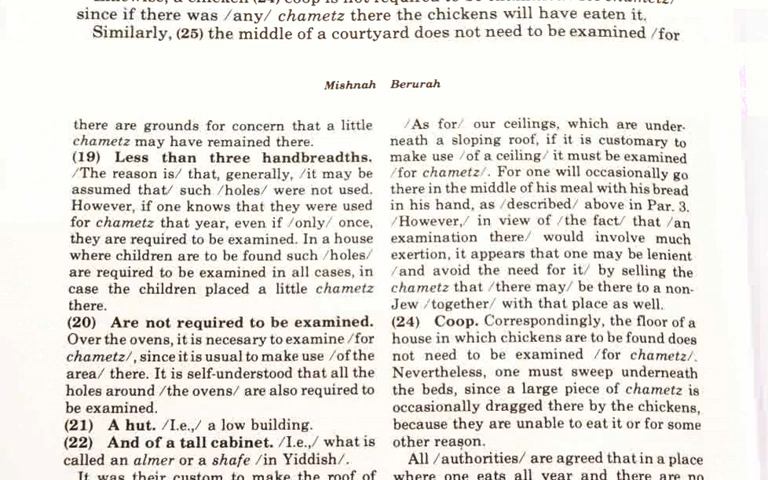 since if there was /any/ chametz there the chickens will have eaten it.
Similarly, (25) the middle of a courtyard does not need to be examined /for
Mishnah Berurah
there are grounds for concern that a little
chametz may have remained there.
(19) Less than three handbreadths.
/The reason is/ that, generally, /it may be
assumed that/ such /holes/ were not used.
However, if one knows that they were used
for chametz that year, even if /only/ once,
they are required to be examined. In a house
where children are to be found such /holes/
are required to be examined in all cases, in
case the children placed a little chametz
there.
(20) Are not required to be examined.
Over the ovens, it is necesary to examine /for
chametz/, since it is usual to make use /of the
area/ there. It is self-understood that all the
holes around /the ovens/ are also required to
be examined.
(21) A hut. /I.e.,/ a low building.
(22) And of a tall cabinet. /I.e.,/ what is
called an almer or a shafe /in Yiddish/.
It was their custom to make the roof of
/As for/ our ceilings, which are under-
neath a sloping roof, if it is customary to
make use /of a ceiling/ it must be examined
/for chametz/. For one will occasionally go
there in the middle of his meal with his bread
in his hand, as /described/ above in Par. 3.
/However,/ in view of /the fact/ that /an
examination there/ would involve much
exertion, it appears that one may be lenient
/and avoid the need for it/ by selling the
chametz that /there may/ be there to a non-
Jew /together/ with that place as well.
(24) Coop. Correspondingly, the floor of a
house in which chickens are to be found does
not need to be examined /for chametz/.
Nevertheless, one must sweep underneath
the beds, since a large piece of chametz is
occasionally dragged there by the chickens,
because they are unable to eat it or for some
other reason.
All /authorities/ are agreed that in a place
where one eats all year and there are no